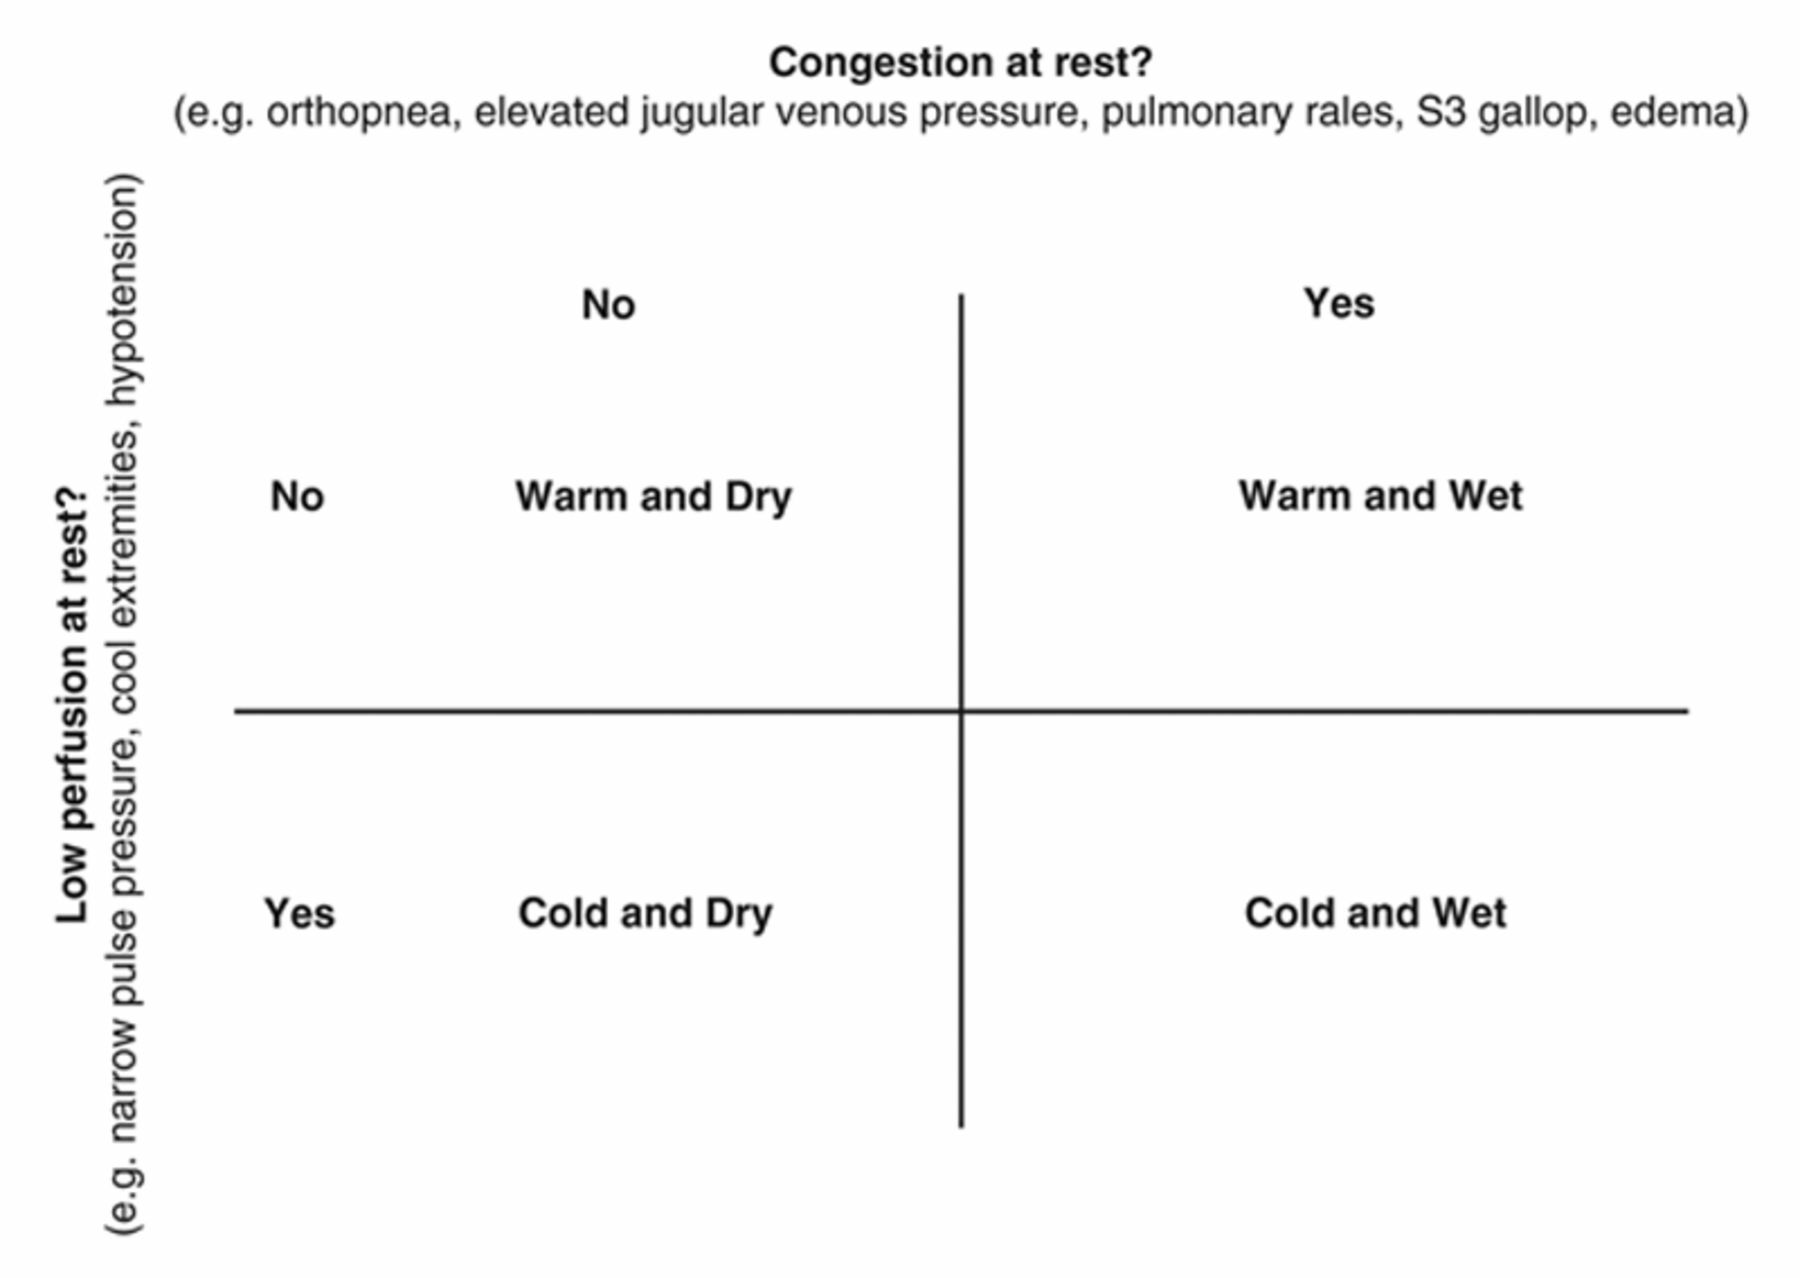 Congestion at rest?
(e.g. orthopnea, elevated jugular venous pressure, pulmonary rales, S3 gallop, edema)
Low perfusion at rest?
(e.g. narrow pulse pressure, cool extremities, hypotension)
No Yes
No Warm and Dry Warm and Wet
Yes Cold and Dry Cold and Wet